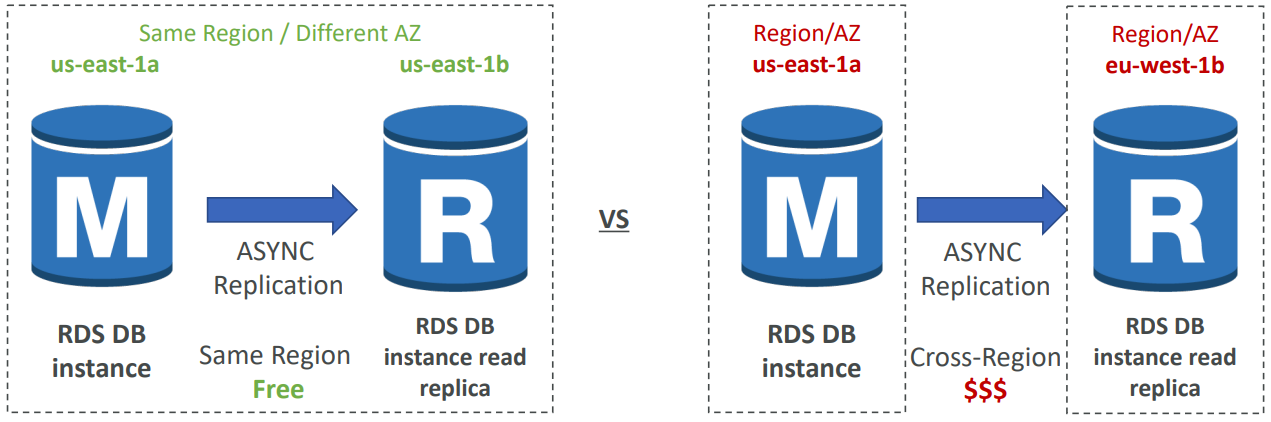 Same Region / Different AZ
us-east-1a
us-east-1b
M
R
ASYNC
Replication
RDS DB
instance
Same Region
Free
RDS DB
instance read
replica
VS
Region/AZ
us-east-1a
M
RDS DB
instance
ASYNC
Replication
Cross-Region
$$$
Region/AZ
eu-west-1b
R
RDS DB
instance read
replica